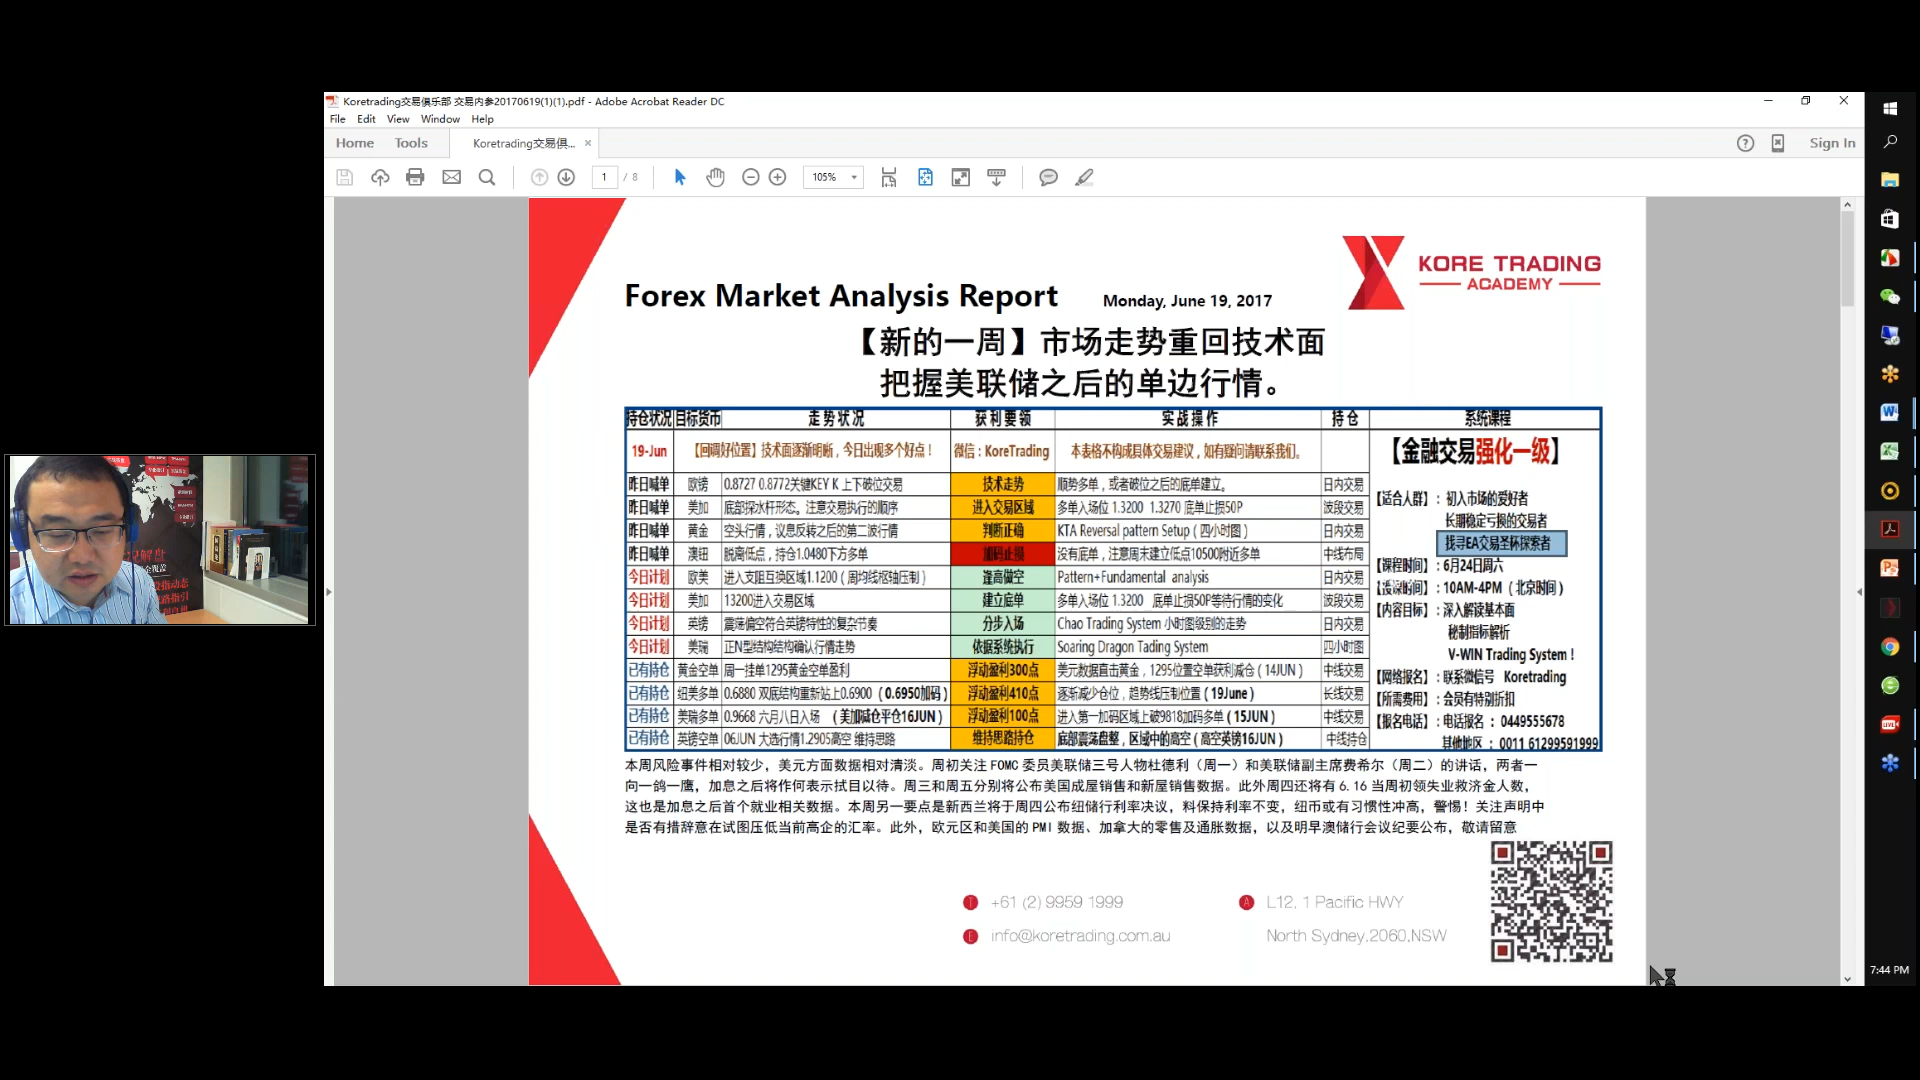 Koretrading交易俱乐部 交易内参20170619(1)(1).pdf - Adobe Acrobat Reader DC
File Edit View Window Help
Home Tools Koretrading交易俱... × Sign In
1 / 8 105%
KORE TRADING
ACADEMY
Forex Market Analysis Report Monday, June 19, 2017
【新的一周】市场走势重回技术面
把握美联储之后的单边行情。
持仓状况 目标货币 走势状况 获利要领 实战操作 持仓 系统课程
19-Jun 【回调好位置】技术面逐渐明晰，今日出现多个好点！ 微信：KoreTrading 本表格不构成具体交易建议，如有疑问请联系我们。
【金融交易强化一级】
昨日喊单 欧镑 0.8727 0.8772关键KEY K 上下破位交易 技术走势 顺势多单，或者破位之后的底单建立。 日内交易
昨日喊单 美加 底部探水杆形态。注意交易执行的顺序 进入交易区域 多单入场位 1.3200 1.3270 底单止损50P 波段交易
昨日喊单 黄金 空头行情，议息反转之后的第二波行情 判断正确 KTA Reversal pattern Setup ( 四小时图 ) 日内交易
昨日喊单 澳钮 脱离低点，持仓1.0480下方多单 加码止损 没有底单，注意周末建立低点10500附近多单 中线布局
今日计划 欧美 进入支阻互换区域1.1200 ( 周均线枢轴压制 ) 逢高做空 Pattern+Fundamental analysis 日内交易
今日计划 美加 13200进入交易区域 建立底单 多单入场位 1.3200 底单止损50P等待行情的变化 波段交易
今日计划 英镑 震荡偏空符合英镑特性的复杂节奏 分步入场 Chao Trading System 小时图级别的走势 日内交易
今日计划 美瑞 正N型结构结构确认行情走势 依据系统执行 Soaring Dragon Tading System 四小时图
已有持仓 黄金空单 周一挂单1295黄金空单盈利 浮动盈利300点 美元数据直击黄金，1295位置空单获利减仓 ( 14JUN ) 中线交易
已有持仓 纽美多单 0.6880 双底结构重新站上0.6900 ( 0.6950加码 ) 浮动盈利410点 逐渐减少仓位，趋势线压制位置 ( 19June ) 长线交易
已有持仓 美瑞多单 0.9668 六月八日入场 ( 美加减仓平仓16JUN ) 浮动盈利100点 进入第一加码区域上破9818加码多单 ( 15JUN ) 中线交易
已有持仓 英镑空单 06JUN 大选行情1.2905高空 维持思路 维持思路持仓 底部震荡盘整，区域中的高空 ( 高空英镑16JUN ) 中线持仓
【适合人群】：初入市场的爱好者
长期稳定亏损的交易者
找寻EA交易圣杯探索者
【课程时间】：6月24日周六
10AM-4PM ( 北京时间 )
【内容目标】：深入解读基本面
秘制指标解析
V-WIN Trading System !
【网络报名】：联系微信号 Koretrading
【所需费用】：会员有特别折扣
【报名电话】：电话报名：0449555678
其他地区：0011 61299591999
本周风险事件相对较少，美元方面数据相对清淡。周初关注 FOMC 委员美联储三号人物杜德利（周一）和美联储副主席费希尔（周二）的讲话，两者一
向一鸽一鹰，加息之后将作何表示拭目以待。周三和周五分别将公布美国成屋销售和新屋销售数据。此外周四还将有 6.16 当周初领失业救济金人数，
这也是加息之后首个就业相关数据。本周另一要点是新西兰将于周四公布纽储行利率决议，料保持利率不变，纽币或有习惯性冲高，警惕！关注声明中
是否有措辞意在试图压低当前高企的汇率。此外，欧元区和美国的 PMI 数据、加拿大的零售及通胀数据，以及明早澳储行会议纪要公布，敬请留意
T +61 (2) 9959 1999
A L12, 1 Pacific HWY
E info@koretrading.com.au
North Sydney,2060,NSW
7:44 PM